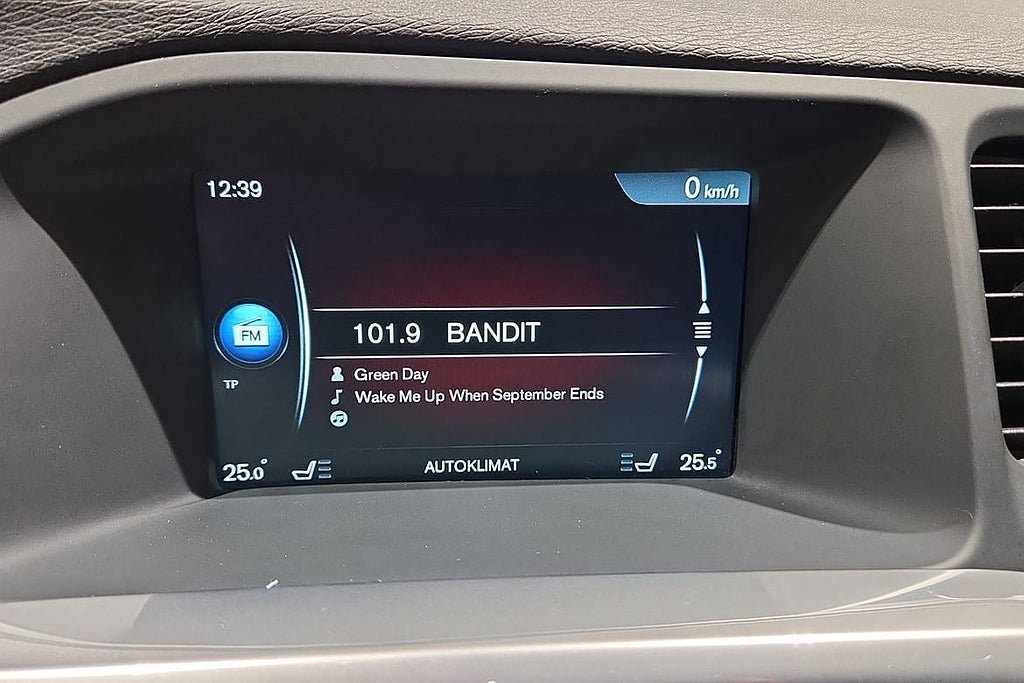 12:39
0 km/h
101.9 BANDIT
FM
Green Day
TP
Wake Me Up When September Ends
25.0°
AUTOKLIMAT
25.5°